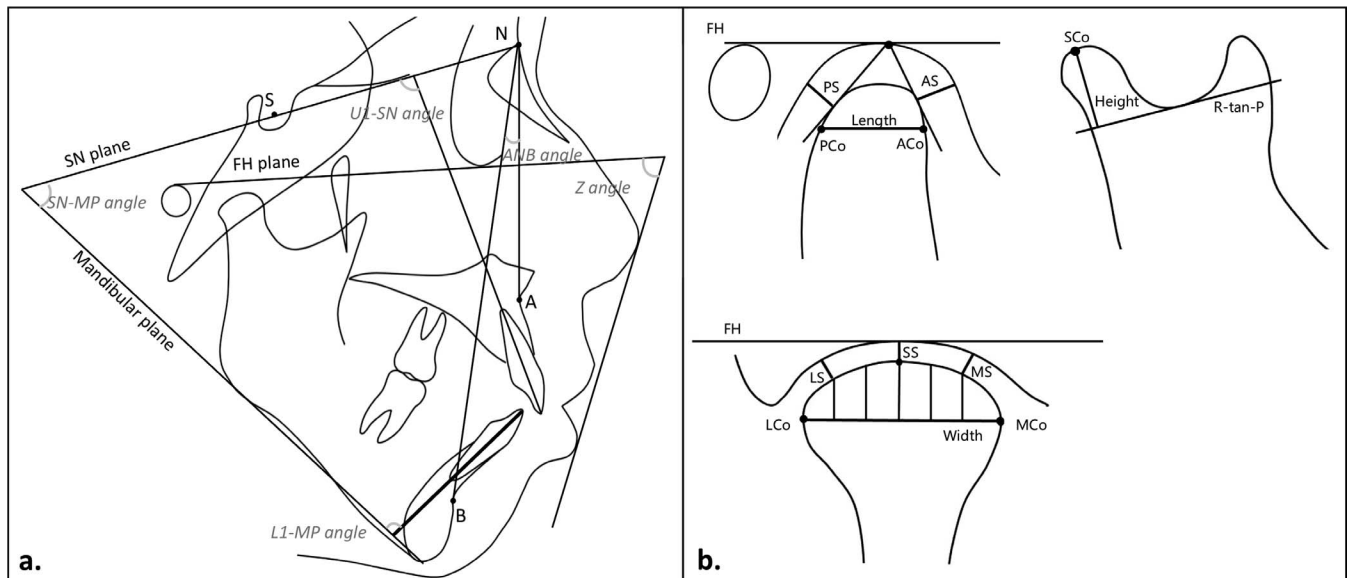 N
S
U1-SN angle
SN plane
FH plane
ANB angle
Z angle
SN-MP angle
Mandibular plane
A
B
L1-MP angle
a.
FH
PS
AS
Length
PCo
ACo
SCo
Height
R-tan-P
FH
SS
LS
MS
LCo
Width
MCo
b.